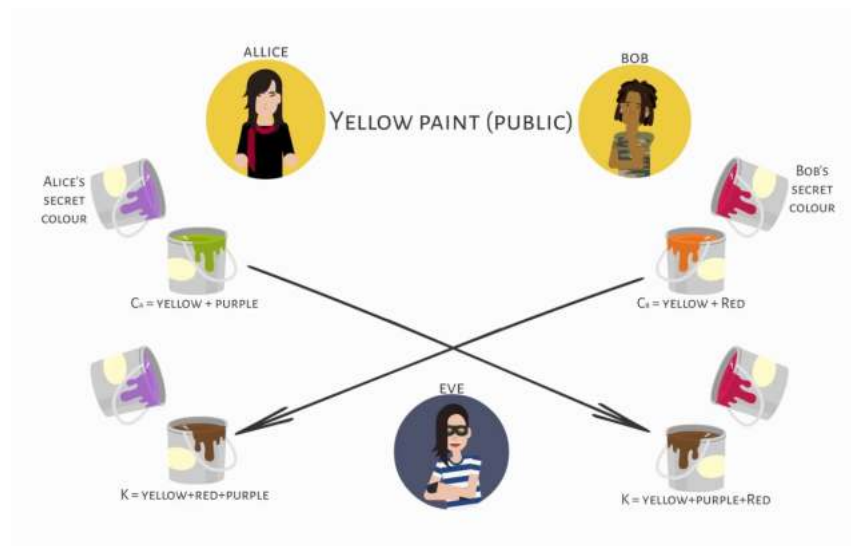 ALLICE
BOB
YELLOW PAINT (PUBLIC)
ALICE'S
SECRET
COLOUR
BOB'S
SECRET
COLOUR
CA = YELLOW + PURPLE
CB = YELLOW + RED
EVE
K = YELLOW+RED+PURPLE
K = YELLOW+PURPLE+RED